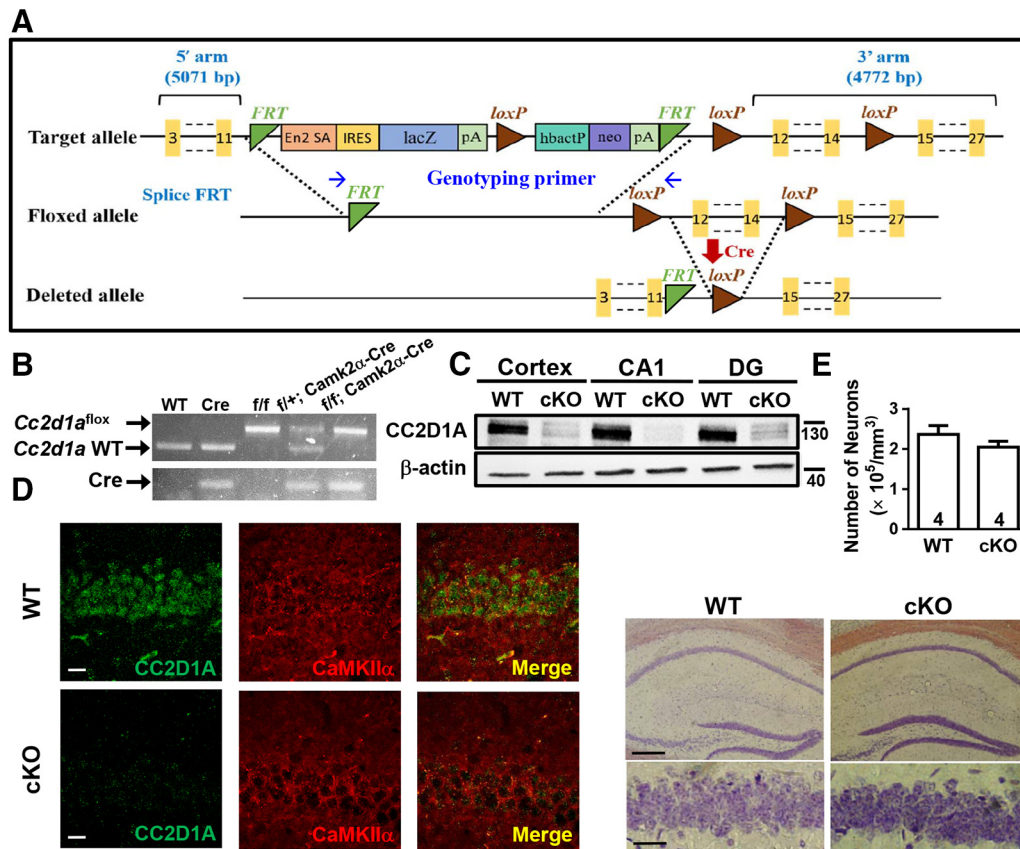 A
5′ arm
(5071 bp)
3' arm
(4772 bp)
FRT loxP FRT loxP loxP
Target allele 3 11 En2 SA IRES lacZ pA hbactP neo pA 12 14 15 27
Genotyping primer
Splice FRT
FRT loxP loxP
Floxed allele 12 14 15 27
Cre
FRT loxP
Deleted allele 3 11 15 27
B
WT Cre f/f f/+; Camk2α-Cre f/f; Camk2α-Cre
Cc2d1aflox
Cc2d1a WT
Cre
C
Cortex CA1 DG
WT cKO WT cKO WT cKO
CC2D1A 130
β-actin 40
D
WT
CC2D1A CaMKIIα Merge
cKO
CC2D1A CaMKIIα Merge
E
Number of Neurons
(× 10⁵/mm³)
3
2
1
0
4 4
WT cKO
WT cKO